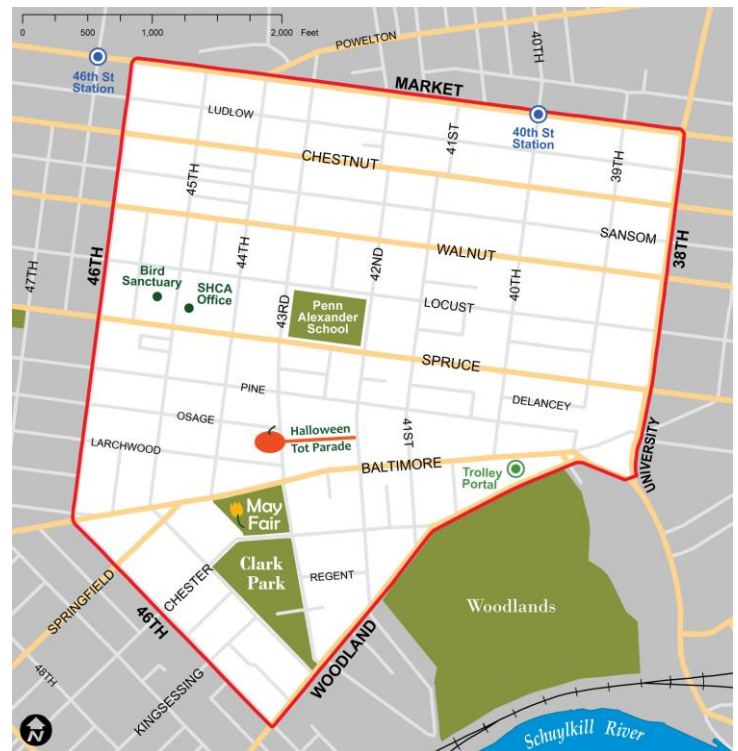 0 500 1,000 2,000 Feet
POWELTON
40TH
46th St
Station
MARKET
LUDLOW
40th St
Station
41ST
CHESTNUT
39TH
45TH
SANSOM
WALNUT
38TH
44TH
42ND
46TH
47TH
Bird
Sanctuary
SHCA
Office
40TH
LOCUST
43RD
Penn
Alexander
School
SPRUCE
PINE
DELANCEY
OSAGE
Halloween
Tot Parade
41ST
LARCHWOOD
BALTIMORE
Trolley
Portal
UNIVERSITY
May
Fair
Clark
Park
CHESTER
REGENT
SPRINGFIELD
46TH
Woodlands
WOODLAND
48TH
KINGSESSING
N
Schuylkill River